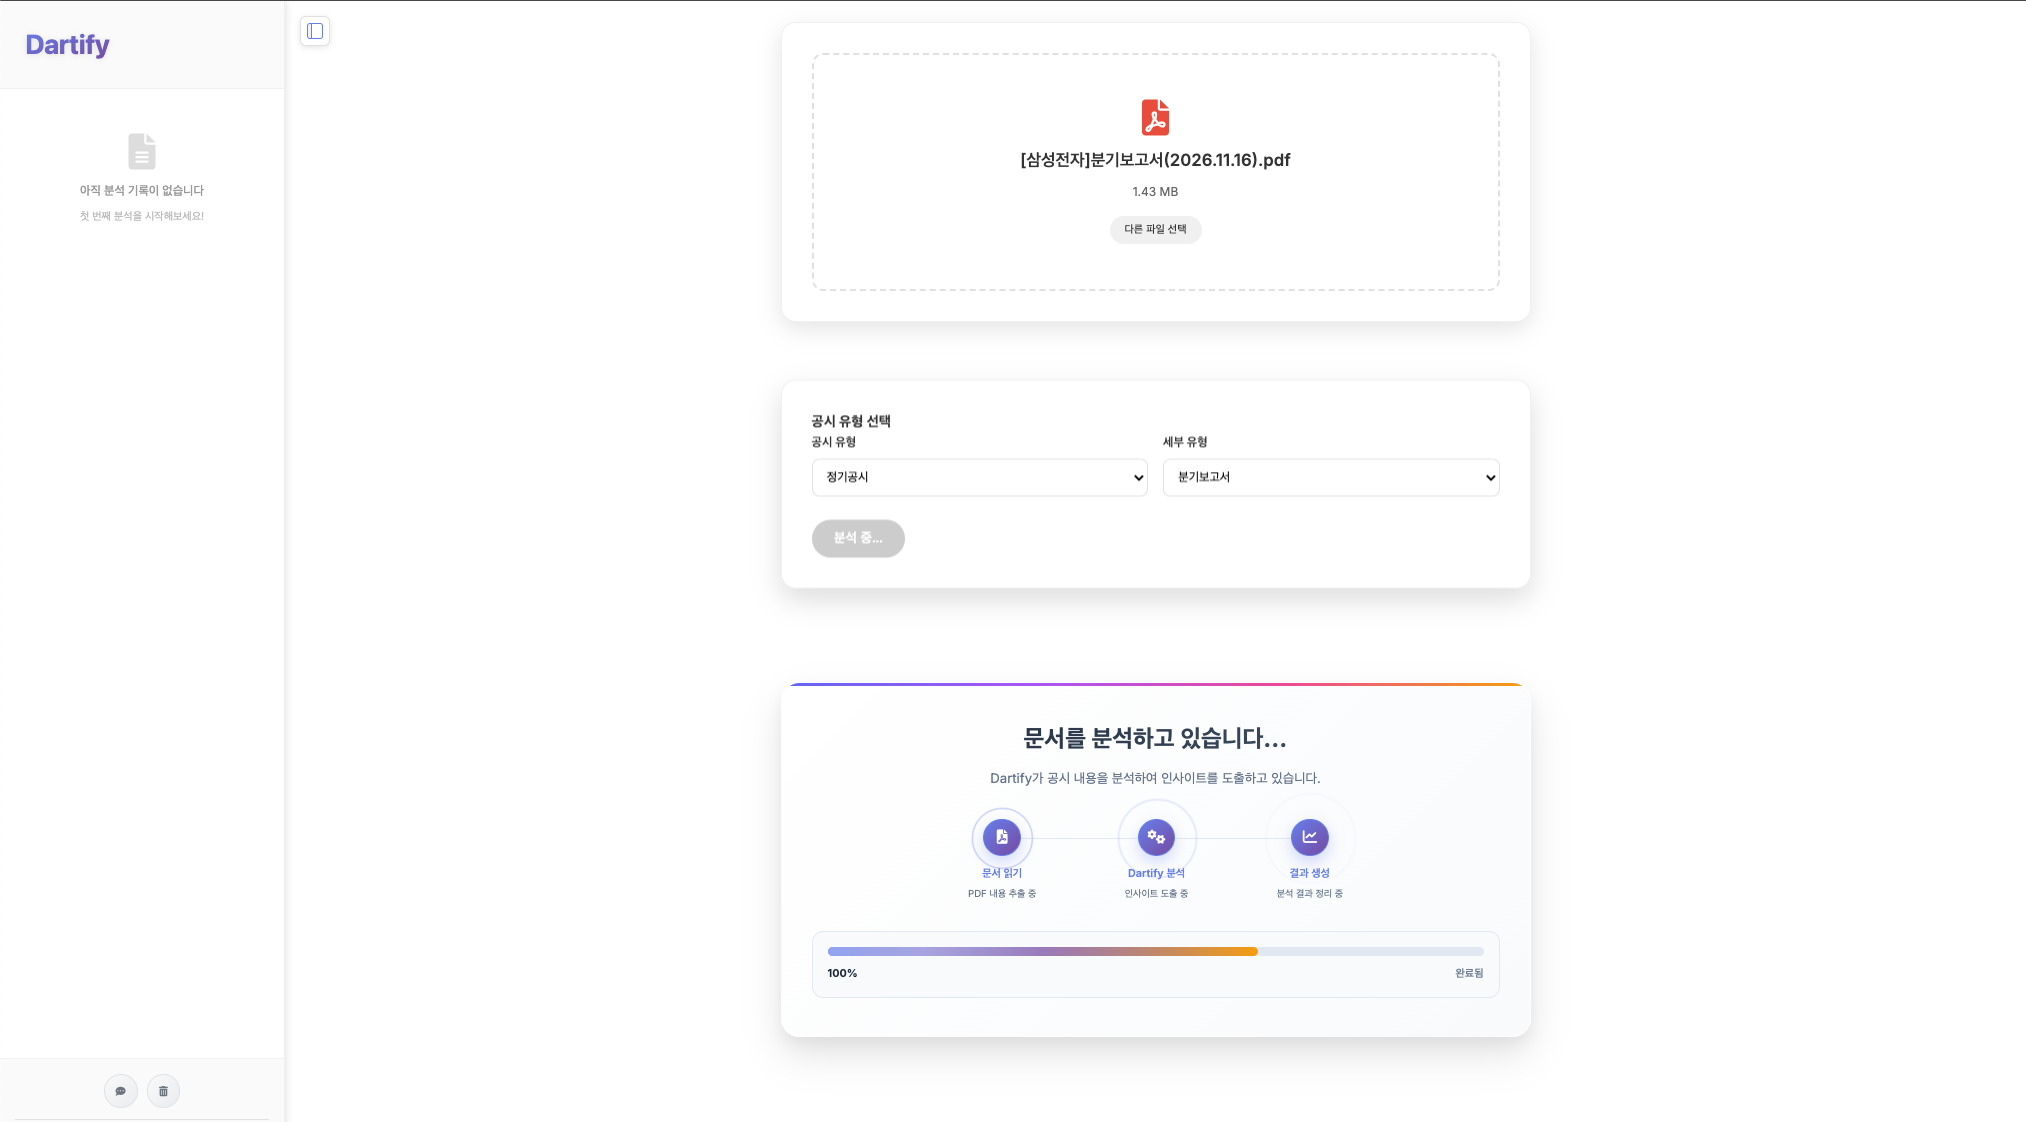 Dartify
아직 분석 기록이 없습니다
첫 번째 분석을 시작해보세요!
[삼성전자]분기보고서(2026.11.16).pdf
1.43 MB
다른 파일 선택
공시 유형 선택
공시 유형
세부 유형
정기공시
분기보고서
분석 중...
문서를 분석하고 있습니다...
Dartify가 공시 내용을 분석하여 인사이트를 도출하고 있습니다.
문서 읽기
PDF 내용 추출 중
Dartify 분석
인사이트 도출 중
결과 생성
분석 결과 정리 중
100%
완료됨